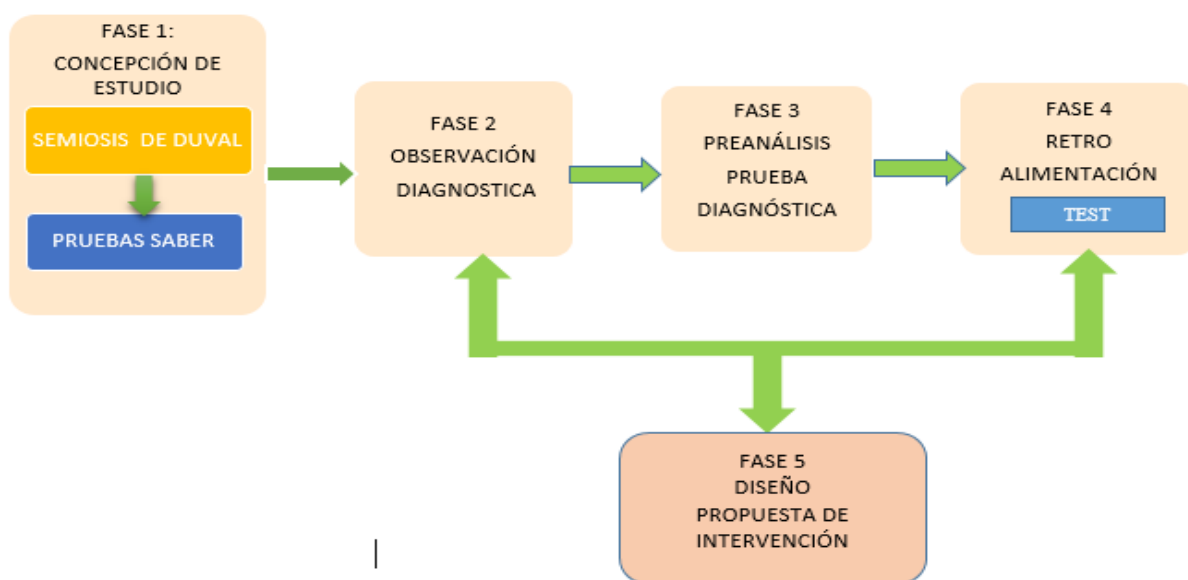 FASE 1:
CONCEPCIÓN DE
ESTUDIO
SEMIOSIS DE DUVAL
PRUEBAS SABER
FASE 2
OBSERVACIÓN
DIAGNOSTICA
FASE 3
PREANÁLISIS
PRUEBA
DIAGNÓSTICA
FASE 4
RETRO
ALIMENTACIÓN
TEST
FASE 5
DISEÑO
PROPUESTA DE
INTERVENCIÓN